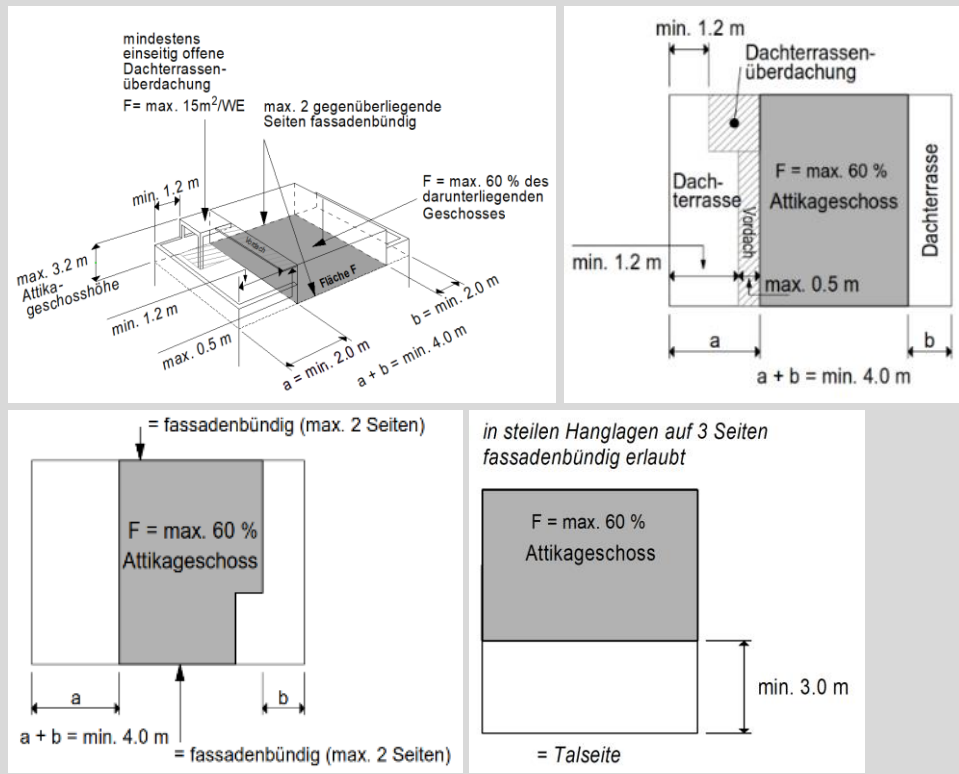 mindestens
einseitig offene
Dachterrassen-
überdachung
F= max. 15m²/WE
max. 2 gegenüberliegende
Seiten fassadenbündig
F = max. 60 % des
darunterliegenden
Geschosses
min. 1.2 m
max. 3.2 m
Attika-
geschosshöhe
Vordach
Fläche F
min. 1.2 m
max. 0.5 m
a = min. 2.0 m
b = min. 2.0 m
a + b = min. 4.0 m
min. 1.2 m
Dachterrassen-
überdachung
F = max. 60 %
Attikageschoss
Dach-
terrasse
Vordach
Dachterrasse
min. 1.2 m
max. 0.5 m
a
b
a + b = min. 4.0 m
= fassadenbündig (max. 2 Seiten)
F = max. 60 %
Attikageschoss
a
b
a + b = min. 4.0 m
= fassadenbündig (max. 2 Seiten)
in steilen Hanglagen auf 3 Seiten
fassadenbündig erlaubt
F = max. 60 %
Attikageschoss
min. 3.0 m
= Talseite